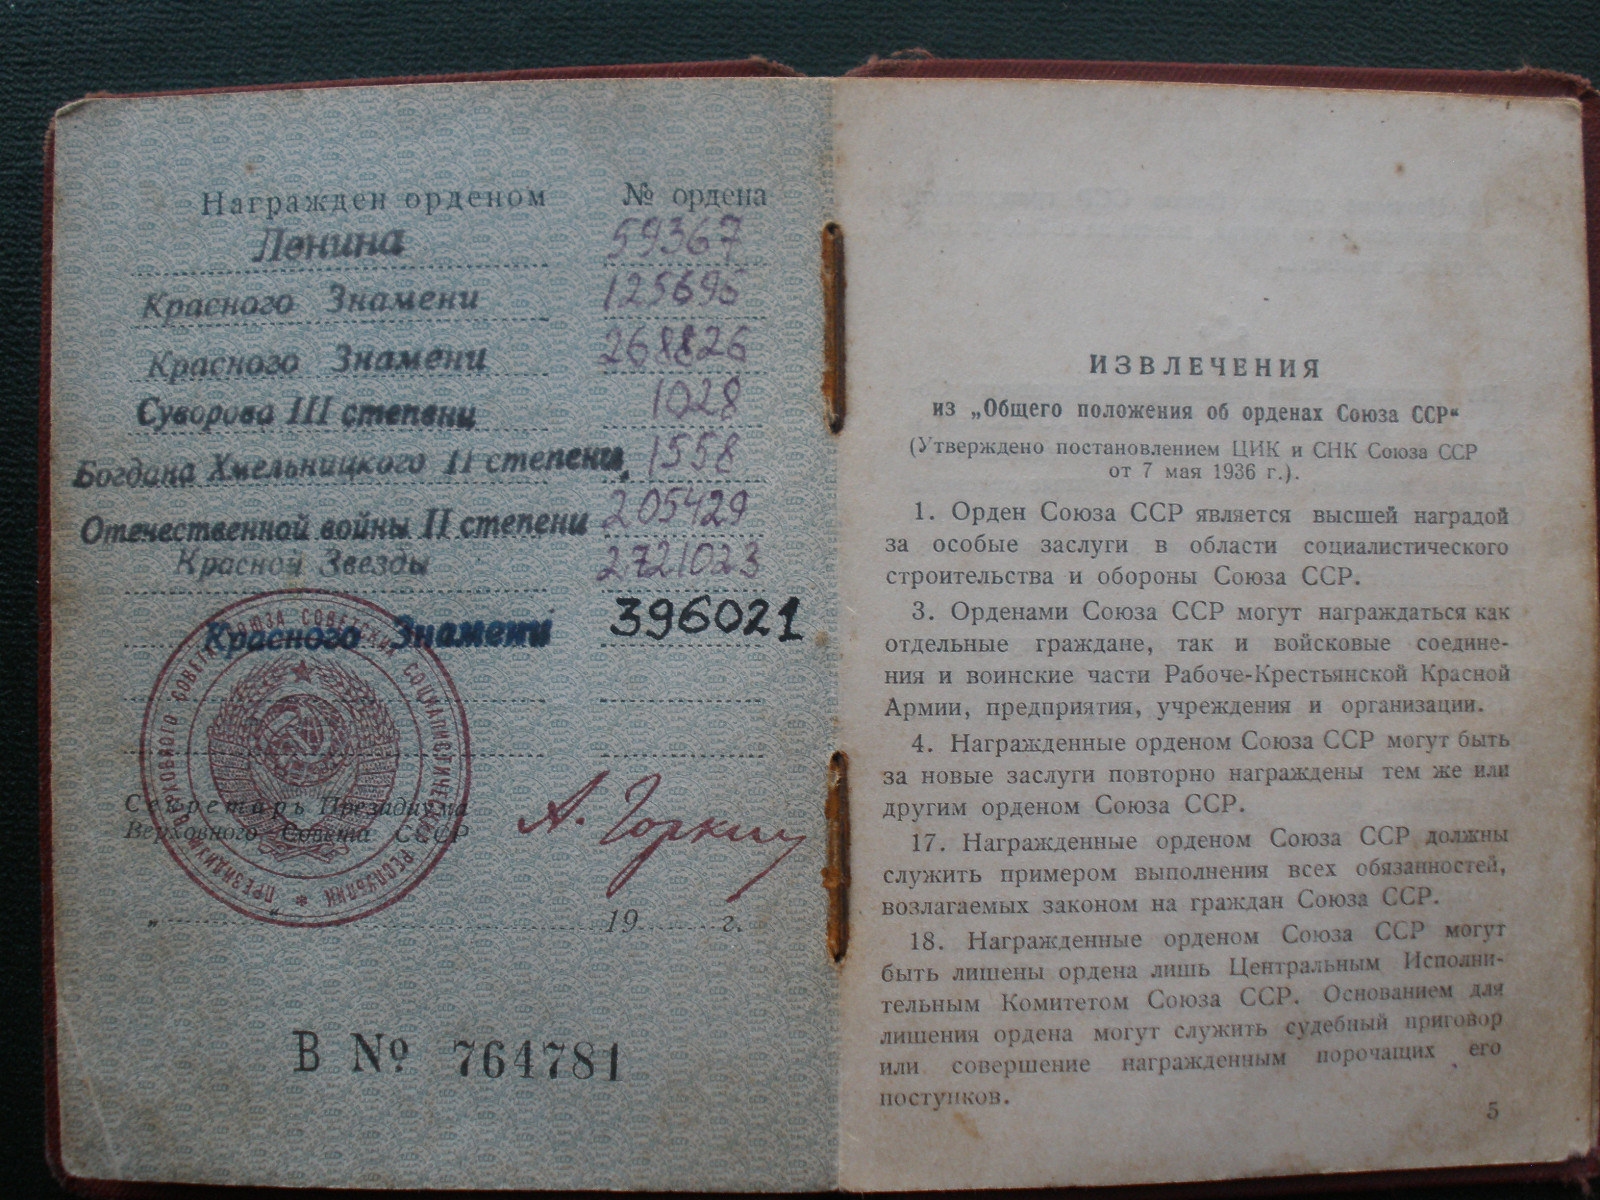 Награжден орденом № ордена
Ленина 59367
Красного Знамени 125696
Красного Знамени 268826
Суворова III степени 1028
Богдана Хмельницкого II степени, 1558
Отечественной войны II степени 205429
Красной Звезды 2721023
Красного Знамени 396021
ПРЕЗИДИУМ ВЕРХОВНОГО СОВЕТА СОЮЗА СОВЕТСКИХ СОЦИАЛИСТИЧЕСКИХ РЕСПУБЛИК *
Секретарь Президиума
Верховного Совета СССР
А. Горкин
„ “ 19 г.
В № 764781
ИЗВЛЕЧЕНИЯ
из „Общего положения об орденах Союза ССР“
(Утверждено постановлением ЦИК и СНК Союза ССР
от 7 мая 1936 г.).
1. Орден Союза ССР является высшей наградой
за особые заслуги в области социалистического
строительства и обороны Союза ССР.
3. Орденами Союза ССР могут награждаться как
отдельные граждане, так и войсковые соедине-
ния и воинские части Рабоче-Крестьянской Красной
Армии, предприятия, учреждения и организации.
4. Награжденные орденом Союза ССР могут быть
за новые заслуги повторно награждены тем же или
другим орденом Союза ССР.
17. Награжденные орденом Союза ССР должны
служить примером выполнения всех обязанностей,
возлагаемых законом на граждан Союза ССР.
18. Награжденные орденом Союза ССР могут
быть лишены ордена лишь Центральным Исполни-
тельным Комитетом Союза ССР. Основанием для
лишения ордена могут служить судебный приговор
или совершение награжденным порочащих его
поступков.
5